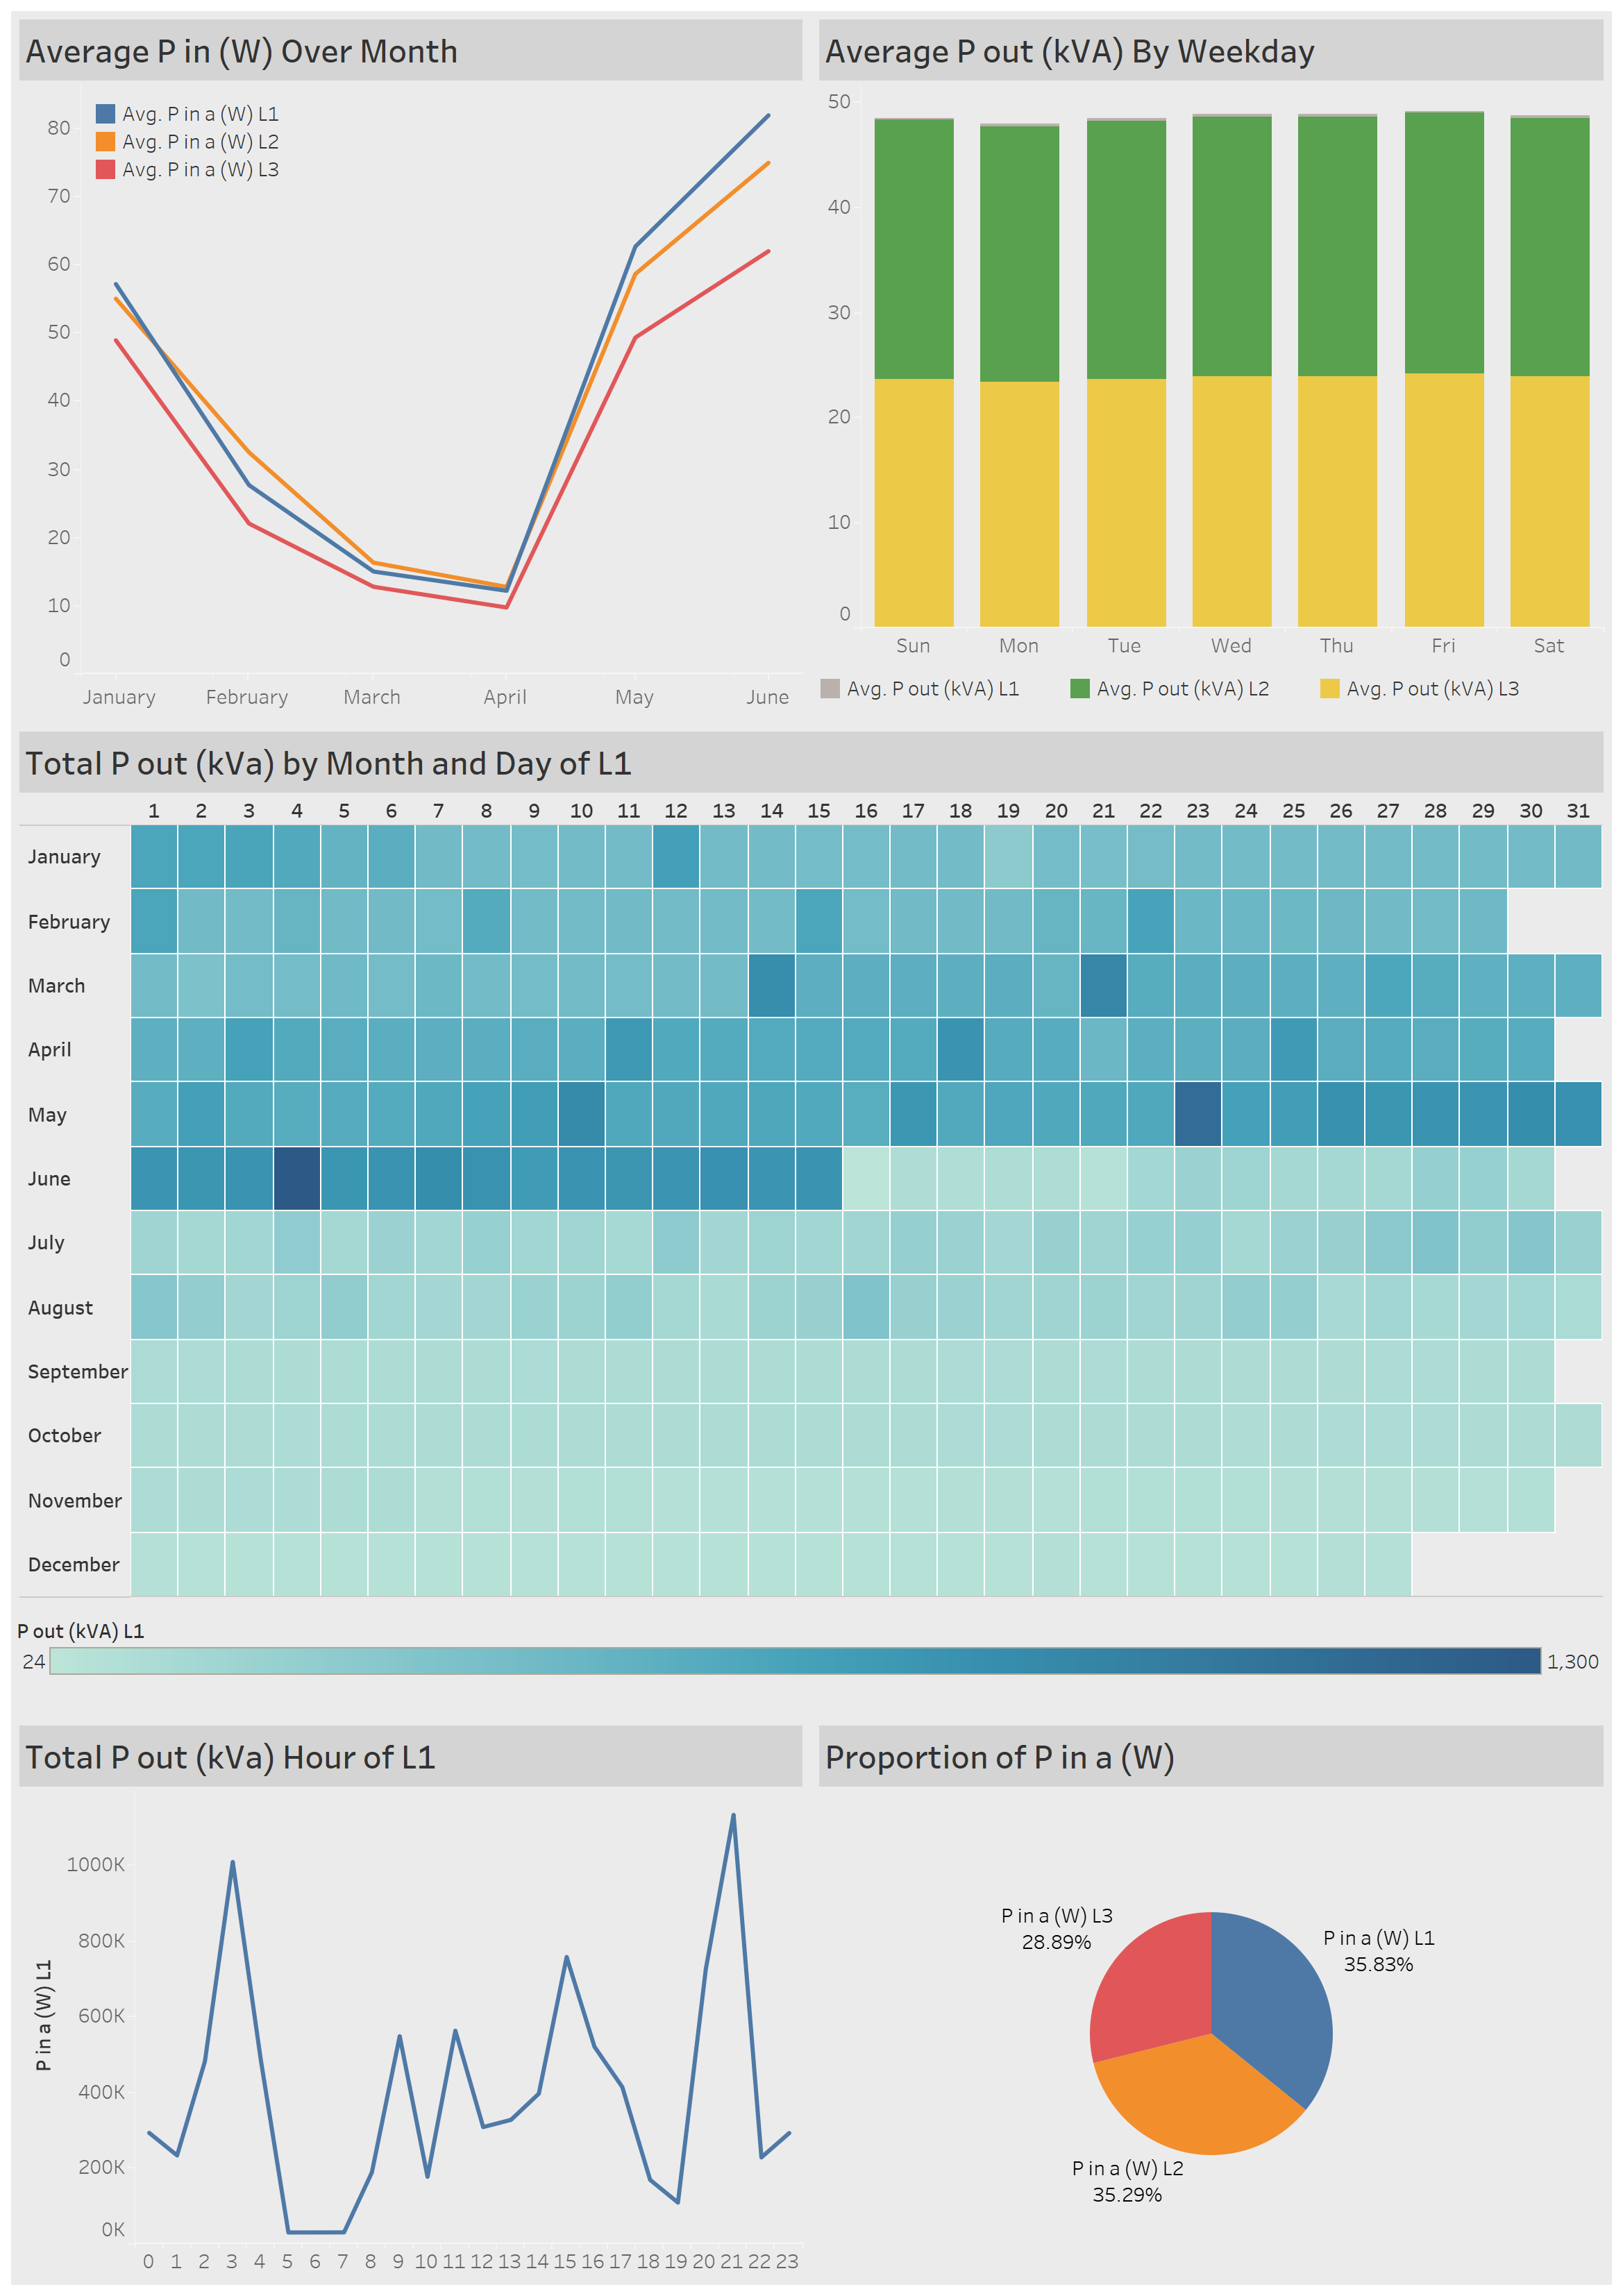 Average P in (W) Over Month
Avg. P in a (W) L1
Avg. P in a (W) L2
Avg. P in a (W) L3
80
70
60
50
40
30
20
10
0
January February March April May June
Average P out (kVA) By Weekday
50
40
30
20
10
0
Sun Mon Tue Wed Thu Fri Sat
Avg. P out (kVA) L1 Avg. P out (kVA) L2 Avg. P out (kVA) L3
Total P out (kVa) by Month and Day of L1
1 2 3 4 5 6 7 8 9 10 11 12 13 14 15 16 17 18 19 20 21 22 23 24 25 26 27 28 29 30 31
January
February
March
April
May
June
July
August
September
October
November
December
P out (kVA) L1
24 1,300
Total P out (kVa) Hour of L1
P in a (W) L1
1000K
800K
600K
400K
200K
0K
0 1 2 3 4 5 6 7 8 9 10 11 12 13 14 15 16 17 18 19 20 21 22 23
Proportion of P in a (W)
P in a (W) L3
28.89%
P in a (W) L1
35.83%
P in a (W) L2
35.29%